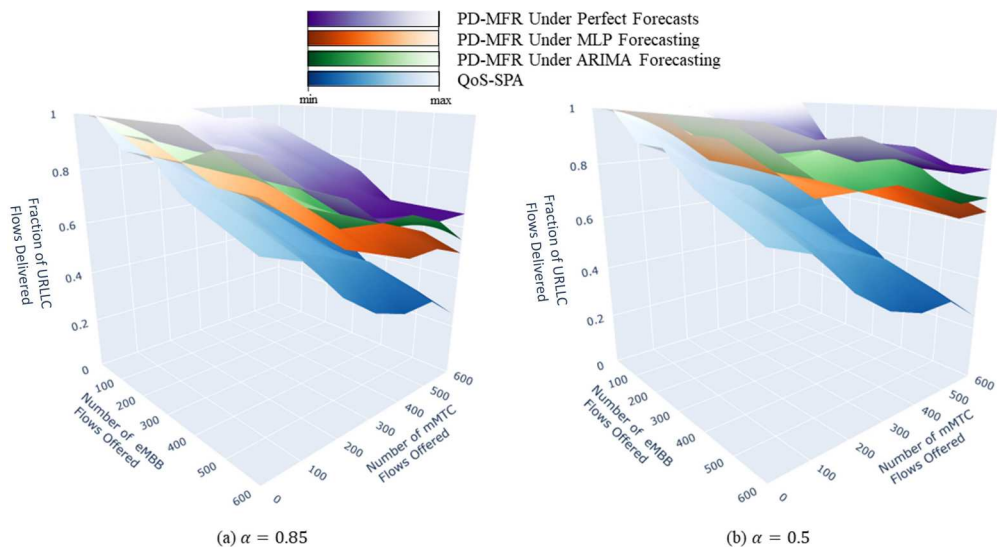 PD-MFR Under Perfect Forecasts
PD-MFR Under MLP Forecasting
PD-MFR Under ARIMA Forecasting
QoS-SPA
min
max
1
0.8
0.6
0.4
0.2
0
Fraction of URLLC
Flows Delivered
100
200
300
400
500
600
Number of eMBB
Flows Offered
0
100
200
300
400
500
600
Number of mMTC
Flows Offered
(a) α = 0.85
1
0.8
0.6
0.4
0.2
0
Fraction of URLLC
Flows Delivered
100
200
300
400
500
600
Number of eMBB
Flows Offered
0
100
200
300
400
500
600
Number of mMTC
Flows Offered
(b) α = 0.5